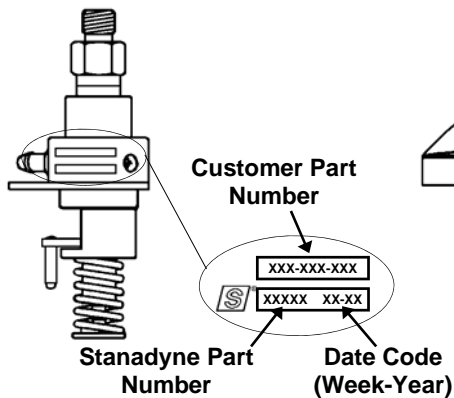 Customer Part
Number
XXX-XXX-XXX
S ® XXXXX XX-XX
Stanadyne Part
Number
Date Code
(Week-Year)